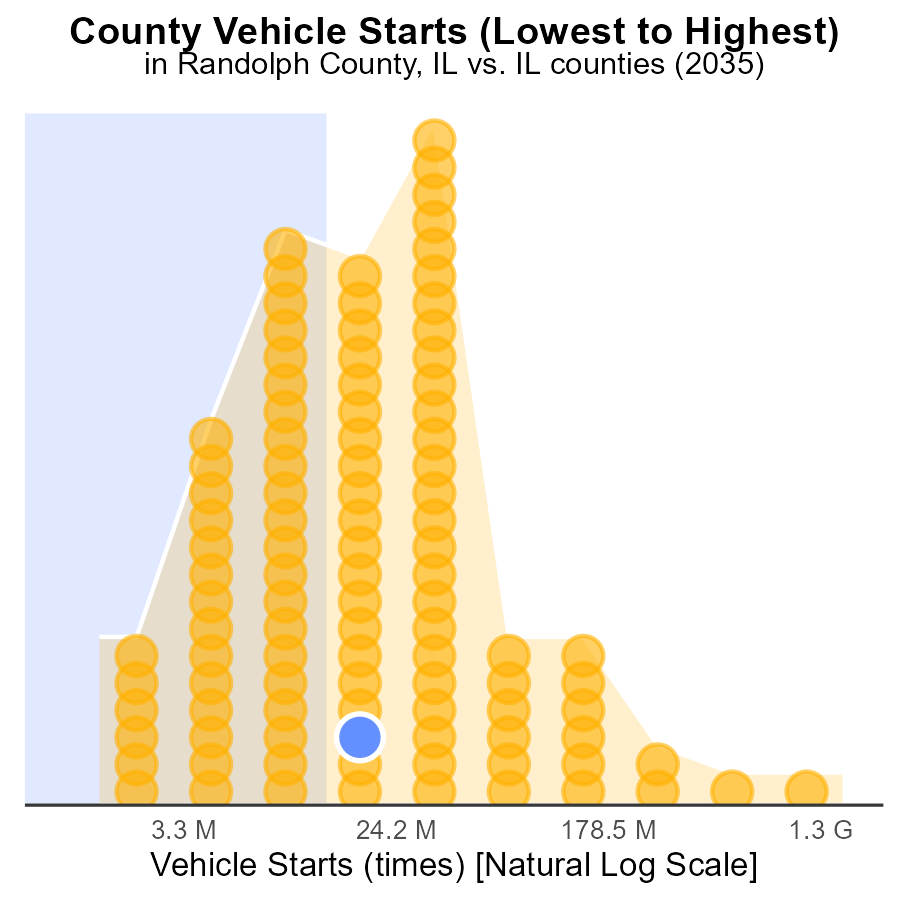 County Vehicle Starts (Lowest to Highest)
in Randolph County, IL vs. IL counties (2035)
3.3 M 24.2 M 178.5 M 1.3 G
Vehicle Starts (times) [Natural Log Scale]